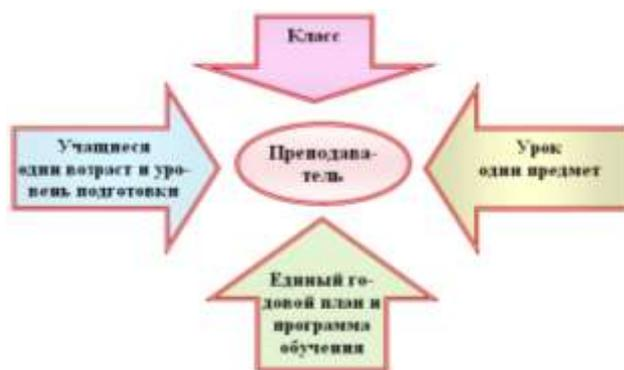 Класс
Учащиеся
один возраст и уро-
вень подготовки
Преподава-
тель
Урок
один предмет
Единый го-
довой план и
программа
обучения